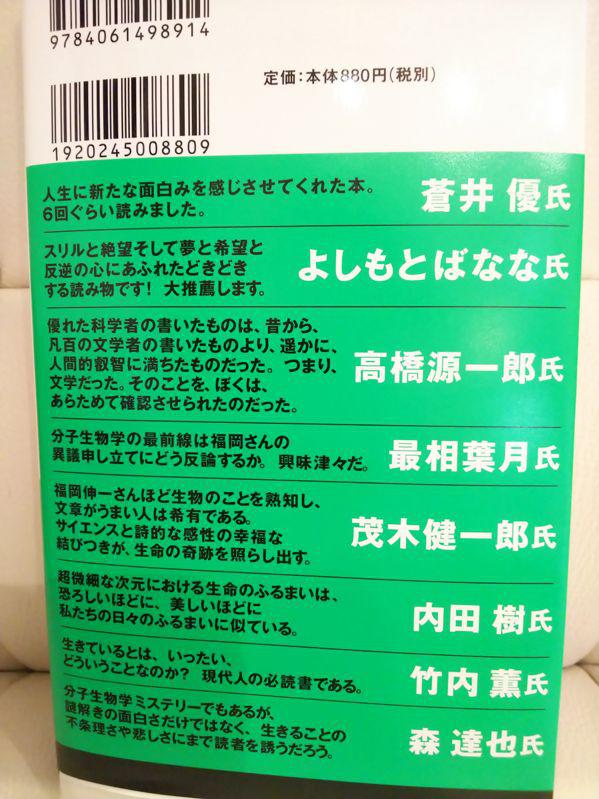 9784061498914
定価：本体880円(税別)
1920245008809
人生に新たな面白みを感じさせてくれた本。
6回ぐらい読みました。
蒼井 優氏
スリルと絶望そして夢と希望と
反逆の心にあふれたどきどき
する読み物です! 大推薦します。
よしもとばなな氏
優れた科学者の書いたものは、昔から、
凡百の文学者の書いたものより、遥かに、
人間的叡智に満ちたものだった。つまり、
文学だった。そのことを、ぼくは、
あらためて確認させられたのだった。
高橋源一郎氏
分子生物学の最前線は福岡さんの
異議申し立てにどう反論するか。興味津々だ。
最相葉月氏
福岡伸一さんほど生物のことを熟知し、
文章がうまい人は希有である。
サイエンスと詩的な感性の幸福な
結びつきが、生命の奇跡を照らし出す。
茂木健一郎氏
超微細な次元における生命のふるまいは、
恐ろしいほどに、美しいほどに
私たちの日々のふるまいに似ている。
内田 樹氏
生きているとは、いったい、
どういうことなのか? 現代人の必読書である。
竹内 薫氏
分子生物学ミステリーでもあるが、
謎解きの面白さだけではなく、生きることの
不条理さや悲しさにまで読者を誘うだろう。
森 達也氏